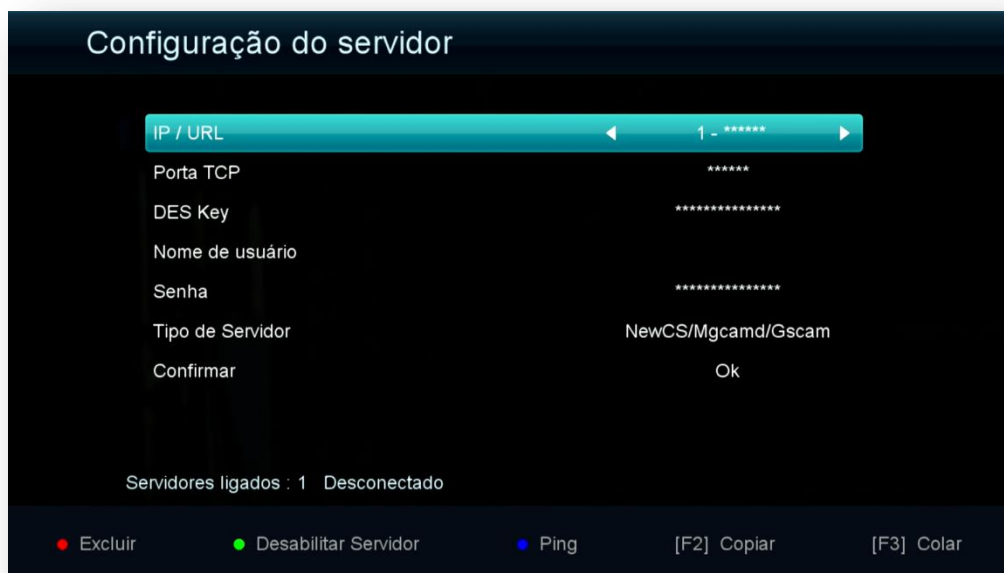 Configuração do servidor
IP / URL 1 - ******
Porta TCP ******
DES Key ***************
Nome de usuário
Senha ***************
Tipo de Servidor NewCS/Mgcamd/Gscam
Confirmar Ok
Servidores ligados : 1 Desconectado
Excluir Desabilitar Servidor Ping [F2] Copiar [F3] Colar